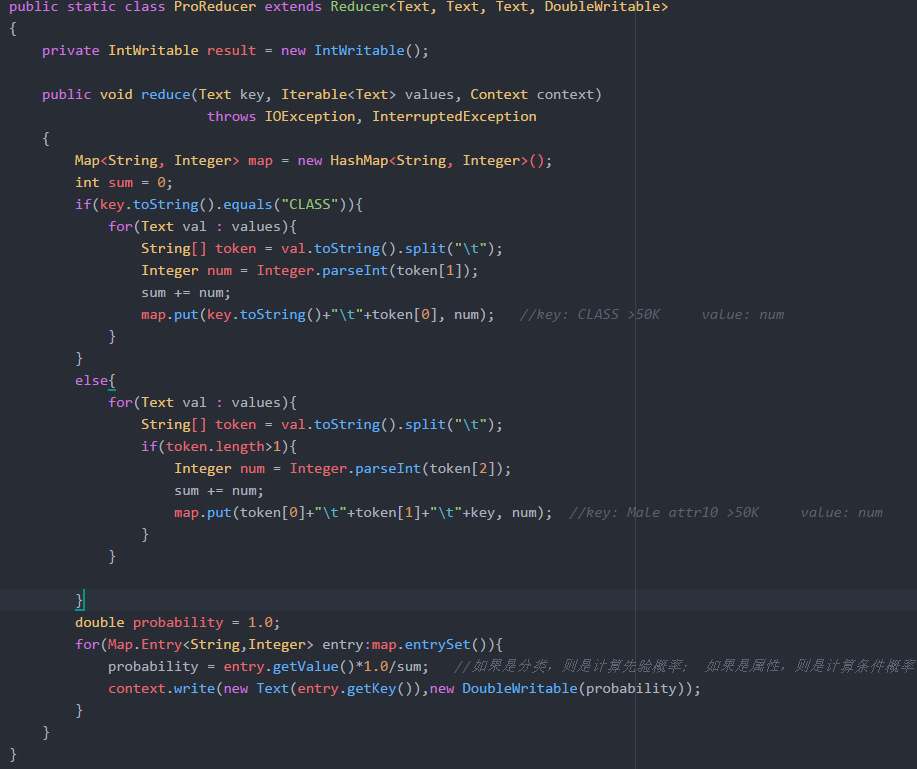 public static class ProReducer extends Reducer<Text, Text, Text, DoubleWritable>
{
    private IntWritable result = new IntWritable();

    public void reduce(Text key, Iterable<Text> values, Context context)
                        throws IOException, InterruptedException
    {
        Map<String, Integer> map = new HashMap<String, Integer>();
        int sum = 0;
        if(key.toString().equals("CLASS")){
            for(Text val : values){
                String[] token = val.toString().split("\t");
                Integer num = Integer.parseInt(token[1]);
                sum += num;
                map.put(key.toString()+"\t"+token[0], num);   //key: CLASS >50K     value: num
            }
        }
        else{
            for(Text val : values){
                String[] token = val.toString().split("\t");
                if(token.length>1){
                    Integer num = Integer.parseInt(token[2]);
                    sum += num;
                    map.put(token[0]+"\t"+token[1]+"\t"+key, num);  //key: Male attr10 >50K     value: num
                }
            }

        }
        double probability = 1.0;
        for(Map.Entry<String,Integer> entry:map.entrySet()){
            probability = entry.getValue()*1.0/sum;   //如果是分类，则是计算先验概率； 如果是属性，则是计算条件概率
            context.write(new Text(entry.getKey()),new DoubleWritable(probability));
        }
    }
}